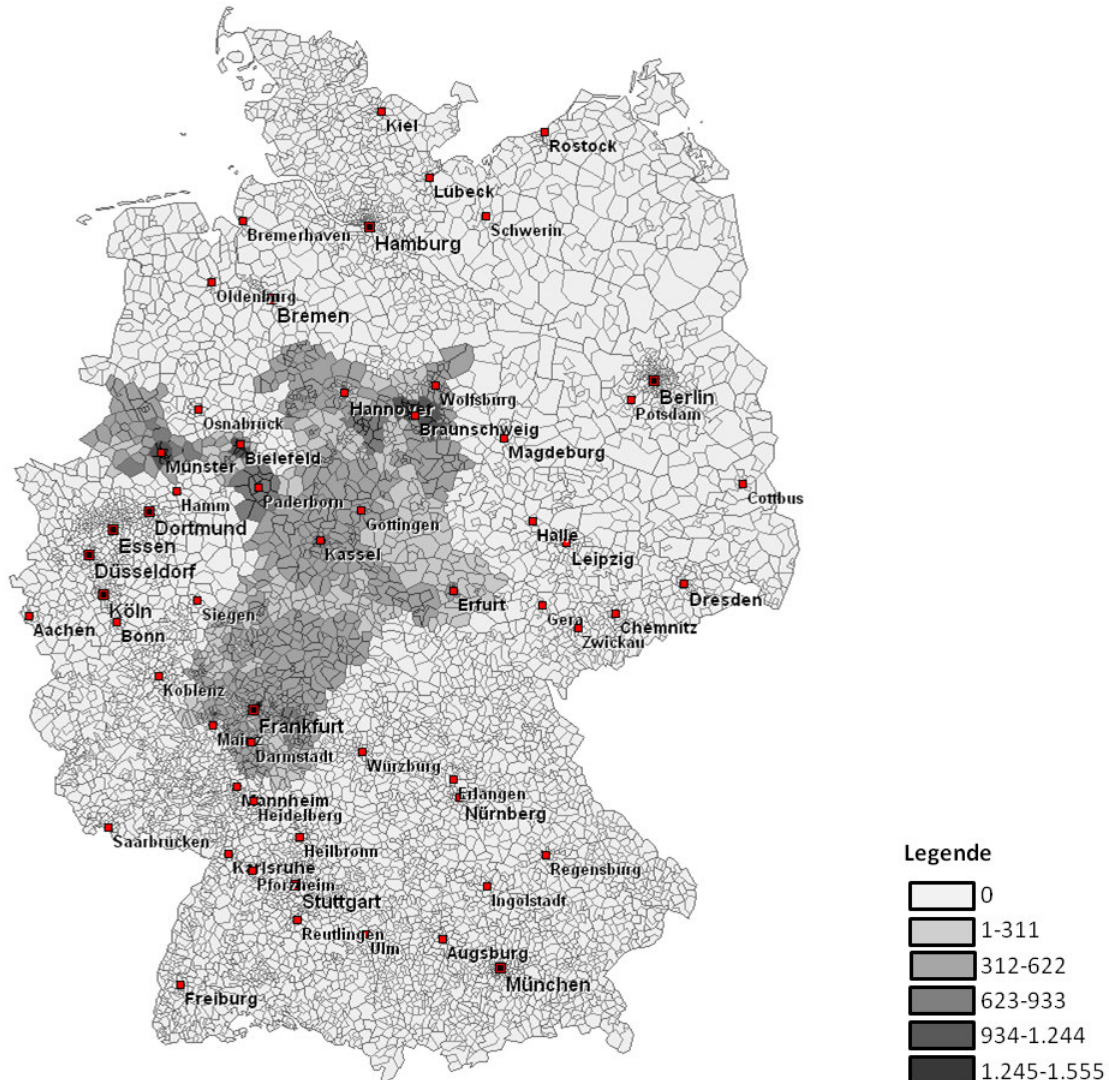 Kiel
Rostock
Lübeck
Schwerin
Bremerhaven
Hamburg
Oldenburg
Bremen
Wolfsburg
Berlin
Hannover
Potsdam
Osnabrück
Braunschweig
Magdeburg
Münster
Bielefeld
Cottbus
Hamm
Paderborn
Göttingen
Dortmund
Halle
Essen
Kassel
Leipzig
Düsseldorf
Erfurt
Dresden
Köln
Siegen
Gera
Chemnitz
Aachen
Bonn
Zwickau
Koblenz
Frankfurt
Mainz
Darmstadt
Würzburg
Erlangen
Mannheim
Heidelberg
Nürnberg
Saarbrücken
Heilbronn
Karlsruhe
Regensburg
Pforzheim
Stuttgart
Ingolstadt
Reutlingen
Ulm
Augsburg
München
Freiburg
Legende
0
1-311
312-622
623-933
934-1.244
1.245-1.555